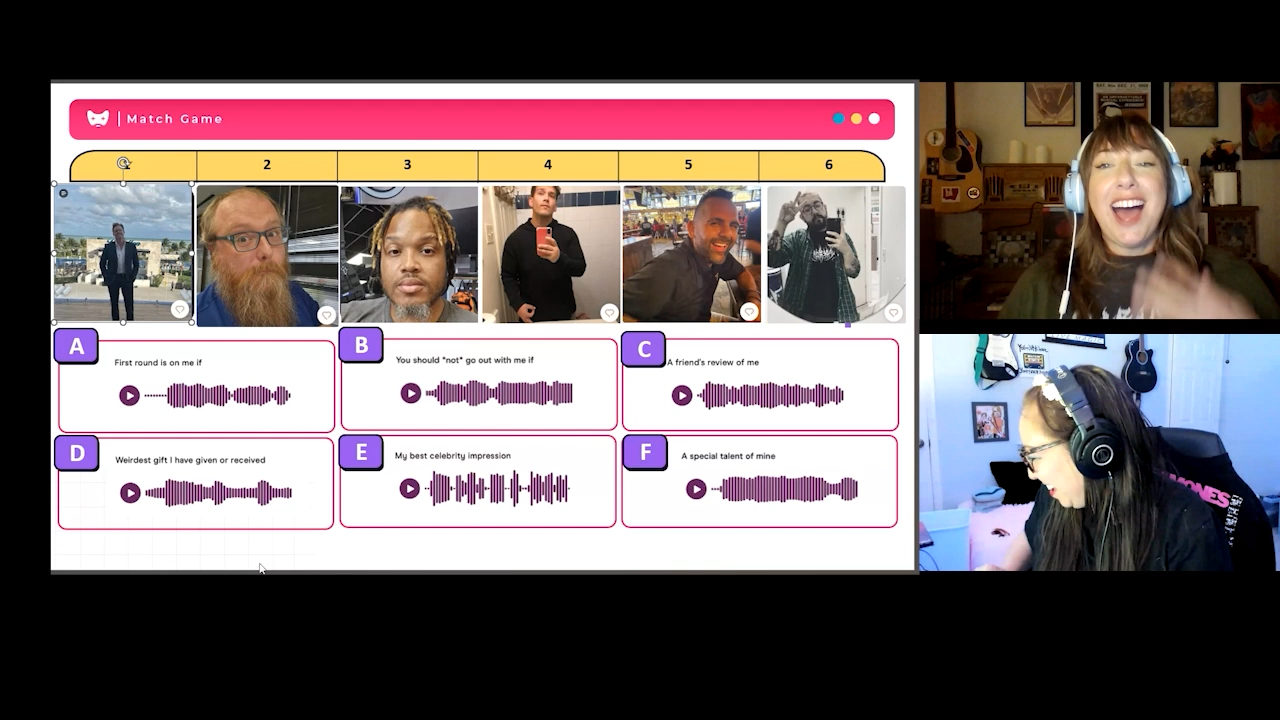 Match Game
1
2
3
4
5
6
A
First round is on me if
B
You should *not* go out with me if
C
A friend's review of me
D
Weirdest gift I have given or received
E
My best celebrity impression
F
A special talent of mine